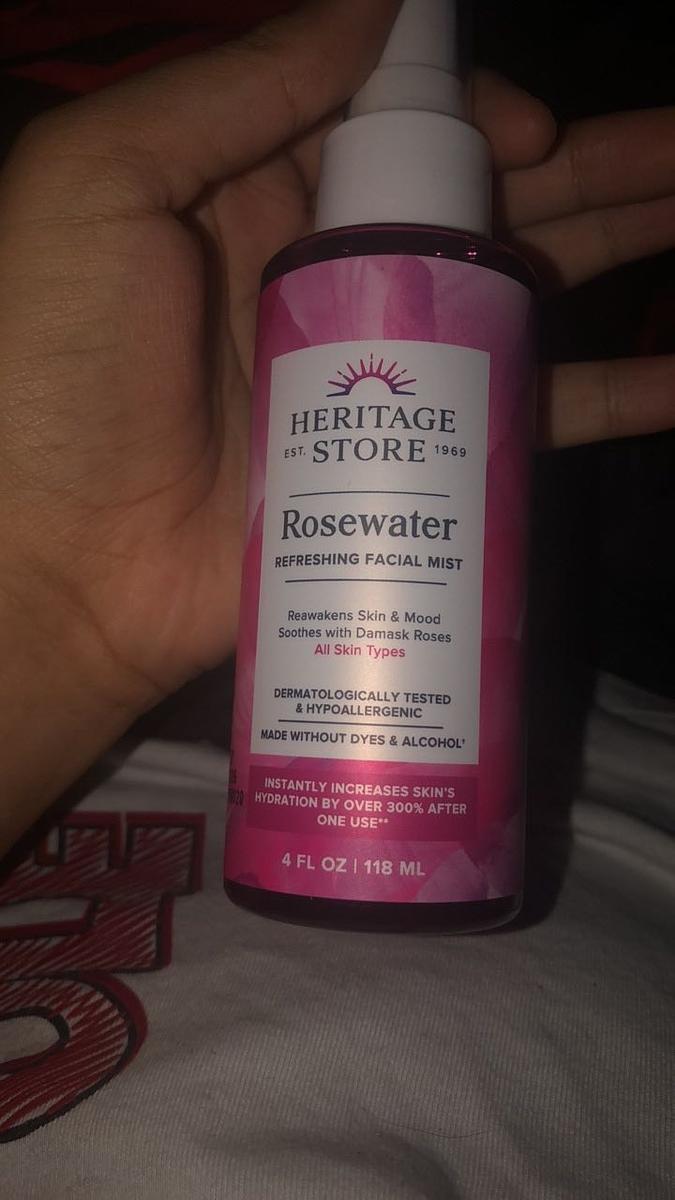 HERITAGE
EST. STORE 1969
Rosewater
REFRESHING FACIAL MIST
Reawakens Skin & Mood
Soothes with Damask Roses
All Skin Types
DERMATOLOGICALLY TESTED
& HYPOALLERGENIC
MADE WITHOUT DYES & ALCOHOL†
INSTANTLY INCREASES SKIN'S
HYDRATION BY OVER 300% AFTER
ONE USE**
4 FL OZ | 118 ML